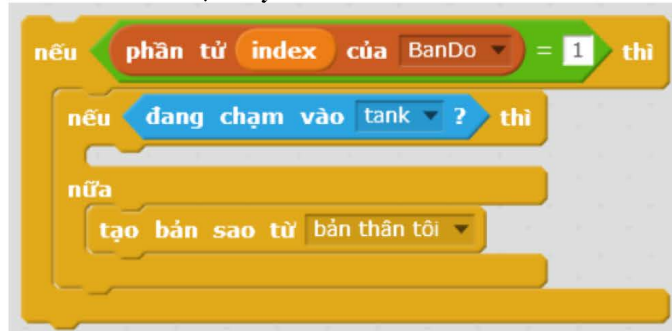 nếu phần tử index của BanDo = 1 thì
nếu đang chạm vào tank ? thì
nữa
tạo bản sao từ bản thân tôi